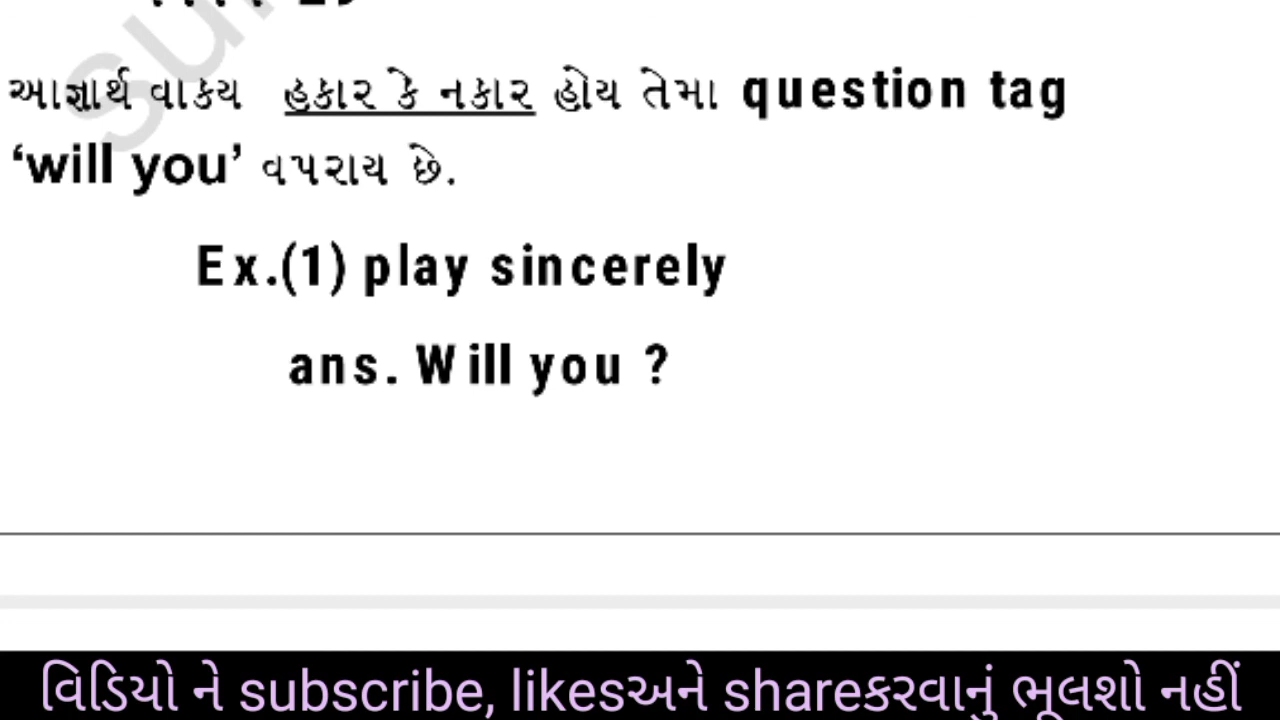 આજ્ઞાર્થ વાક્ય હકાર કે નકાર હોય તેમા question tag
‘will you’ વપરાય છે.
Ex.(1) play sincerely
ans. Will you ?
વિડિયો ને subscribe, likesઅને shareકરવાનું ભૂલશો નહીં